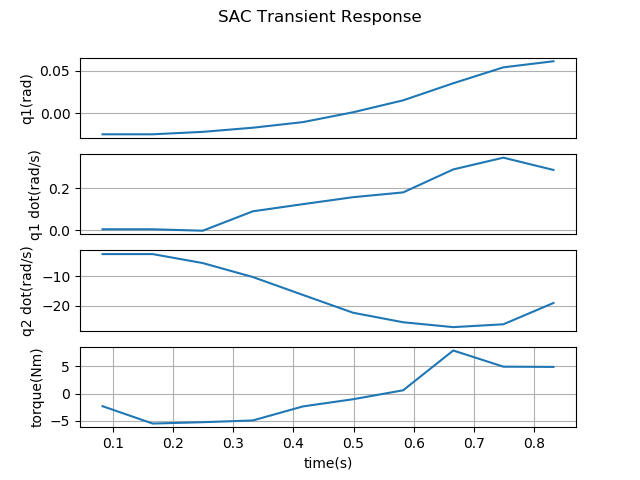 SAC Transient Response
q1(rad)
0.05
0.00
q1 dot(rad/s)
0.2
0.0
q2 dot(rad/s)
−10
−20
torque(Nm)
5
0
−5
0.1 0.2 0.3 0.4 0.5 0.6 0.7 0.8
time(s)